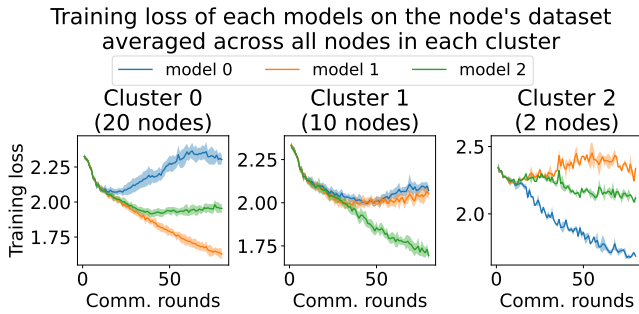 Training loss of each models on the node's dataset
averaged across all nodes in each cluster
model 0 model 1 model 2
Cluster 0
(20 nodes)
Cluster 1
(10 nodes)
Cluster 2
(2 nodes)
Training loss
2.25
2.00
1.75
0 50
Comm. rounds
2.25
2.00
1.75
0 50
Comm. rounds
2.5
2.0
0 50
Comm. rounds